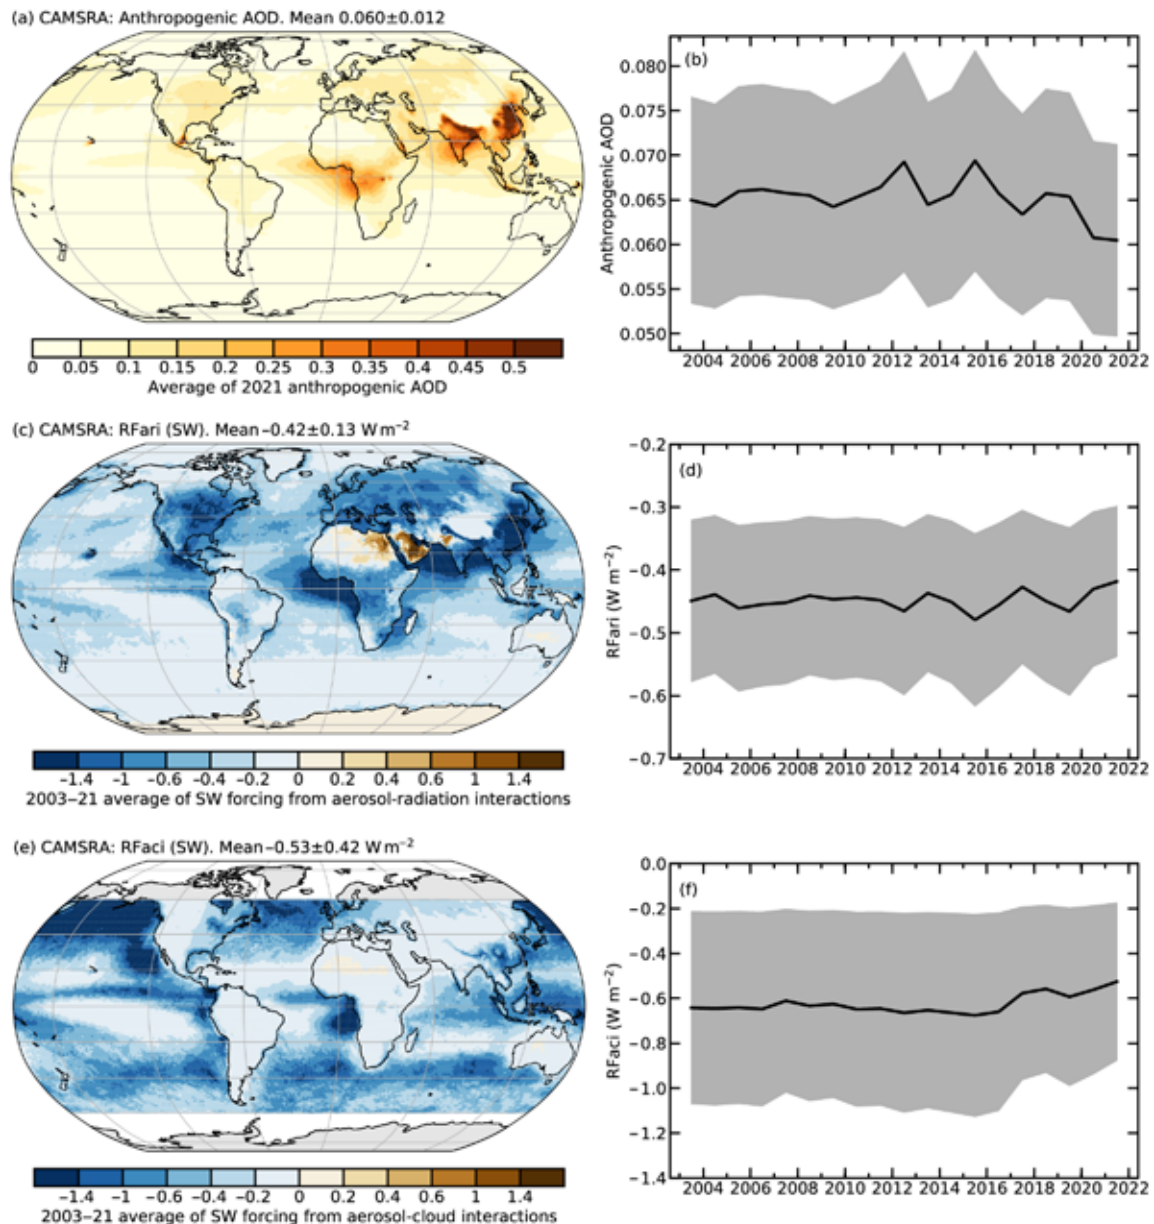 (a) CAMSRA: Anthropogenic AOD. Mean 0.060±0.012
0 0.05 0.1 0.15 0.2 0.25 0.3 0.35 0.4 0.45 0.5
Average of 2021 anthropogenic AOD
(b)
Anthropogenic AOD
0.080
0.075
0.070
0.065
0.060
0.055
0.050
2004 2006 2008 2010 2012 2014 2016 2018 2020 2022
(c) CAMSRA: RFari (SW). Mean –0.42±0.13 W m⁻²
-1.4 -1 -0.6 -0.4 -0.2 0 0.2 0.4 0.6 1 1.4
2003–21 average of SW forcing from aerosol-radiation interactions
(d)
RFari (W m⁻²)
−0.2
−0.3
−0.4
−0.5
−0.6
−0.7
2004 2006 2008 2010 2012 2014 2016 2018 2020 2022
(e) CAMSRA: RFaci (SW). Mean –0.53±0.42 W m⁻²
-1.4 -1 -0.6 -0.4 -0.2 0 0.2 0.4 0.6 1 1.4
2003–21 average of SW forcing from aerosol-cloud interactions
(f)
RFaci (W m⁻²)
0.0
−0.2
−0.4
−0.6
−0.8
−1.0
−1.2
−1.4
2004 2006 2008 2010 2012 2014 2016 2018 2020 2022